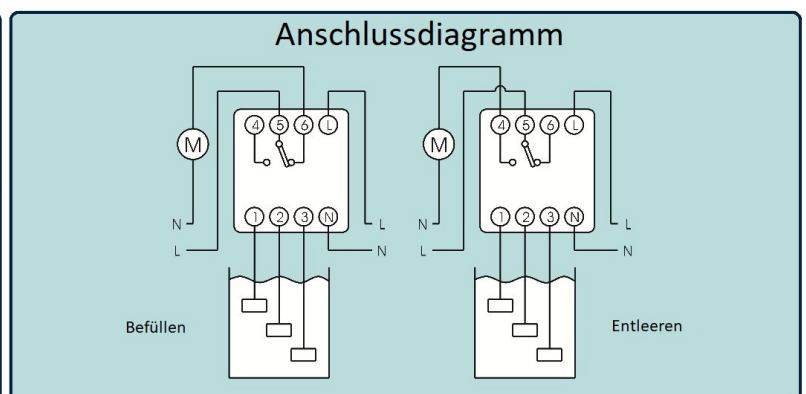 Anschlussdiagramm
4 5 6 L 4 5 6 L
M M
1 2 3 N 1 2 3 N
N L N L
L N L N
Befüllen Entleeren